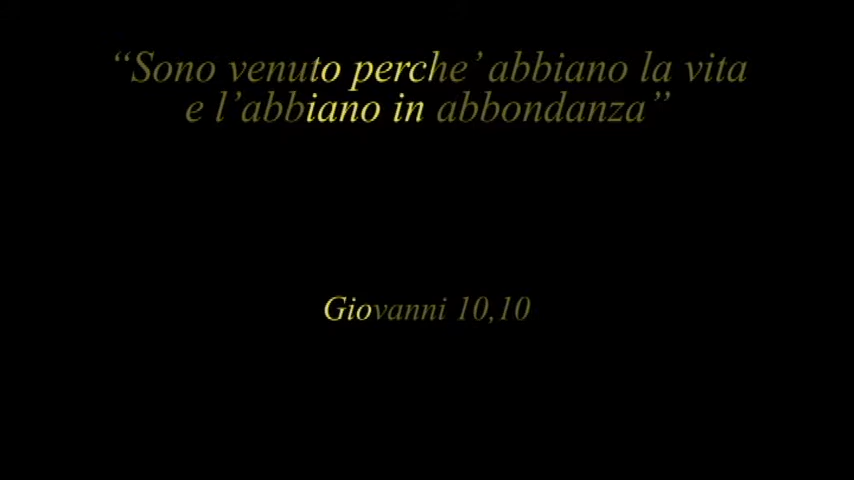 “Sono venuto perche’ abbiano la vita
e l’abbiano in abbondanza”
Giovanni 10,10